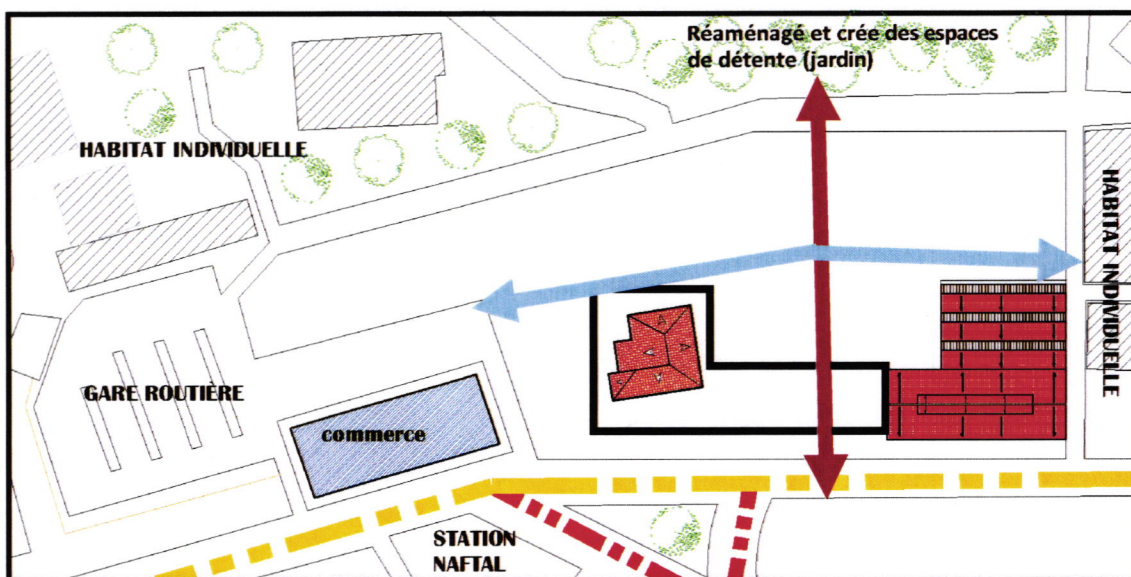 Réaménagé et crée des espaces
de détente (jardin)
HABITAT INDIVIDUELLE
HABITAT INDIVIDUELLE
GARE ROUTIÈRE
commerce
STATION
NAFTAL